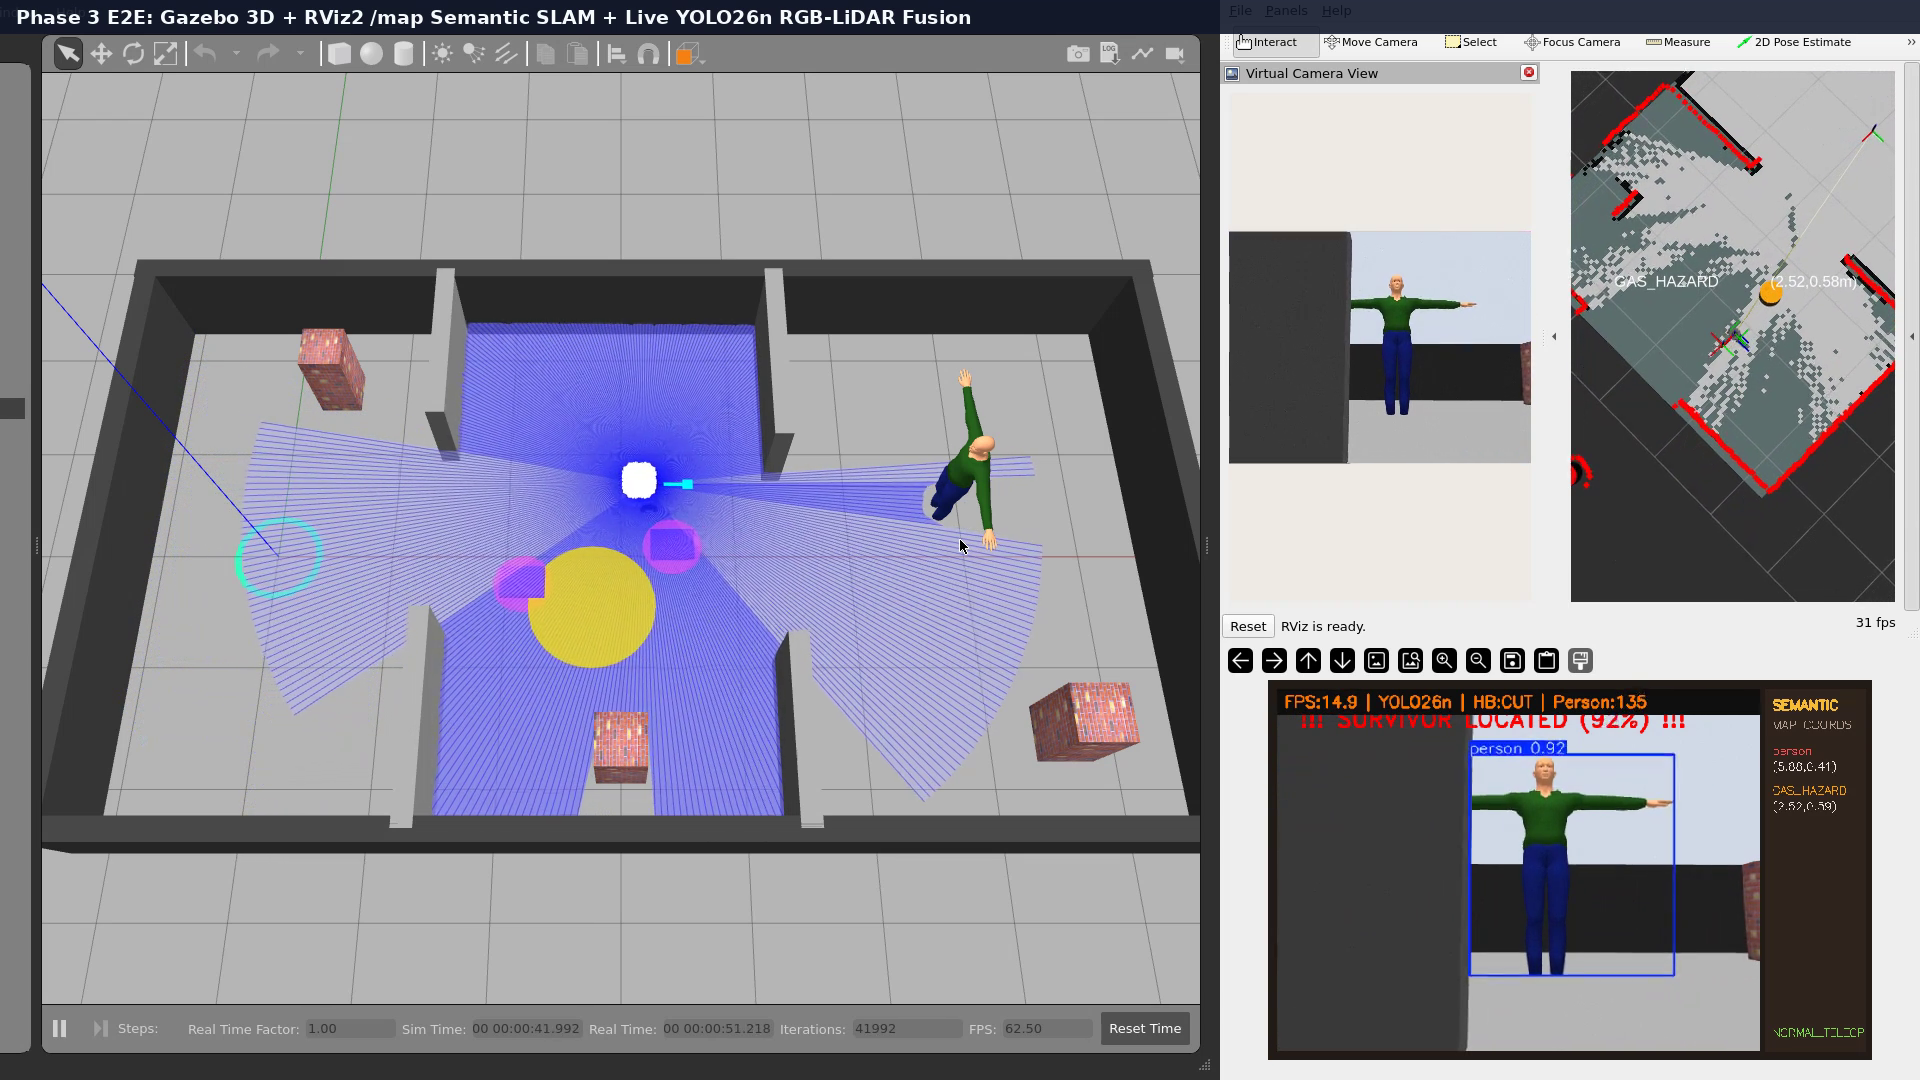 Phase 3 E2E: Gazebo 3D + RViz2 /map Semantic SLAM + Live YOLO26n RGB-LiDAR Fusion
File Panels Help
Interact Move Camera Select Focus Camera Measure 2D Pose Estimate »
LOG
Virtual Camera View
GAS_HAZARD (2.52,0.58m)
Reset RViz is ready. 31 fps
FPS:14.9 | YOLO26n | HB:CUT | Person:135
!!! SURVIVOR LOCATED (92%) !!!
person 0.92
SEMANTIC
MAP COORDS
person
(5.88,0.41)
GAS_HAZARD
(2.52,0.59)
NORMAL_TELEOP
Steps: Real Time Factor: 1.00 Sim Time: 00 00:00:41.992 Real Time: 00 00:00:51.218 Iterations: 41992 FPS: 62.50 Reset Time